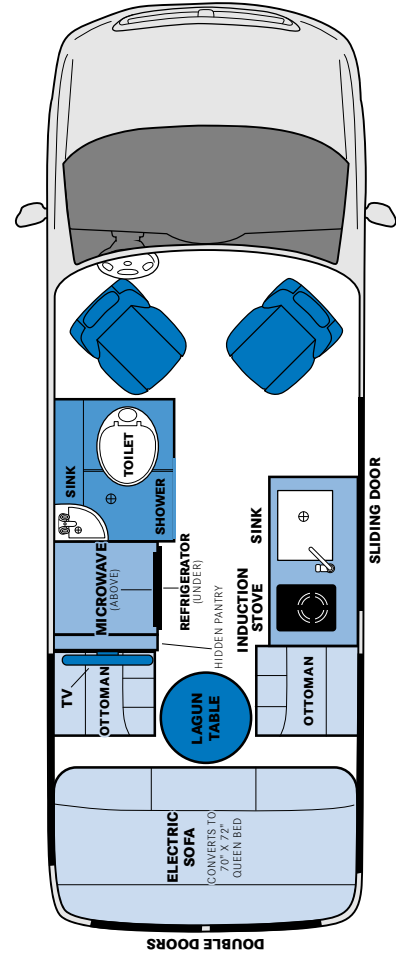 SINK
TOILET
SHOWER
MICROWAVE
(ABOVE)
REFRIGERATOR
(UNDER)
HIDDEN PANTRY
SINK
INDUCTION
STOVE
SLIDING DOOR
TV
OTTOMAN
LAGUN
TABLE
OTTOMAN
ELECTRIC
SOFA
CONVERTS TO
70" X 72"
QUEEN BED
DOUBLE DOORS